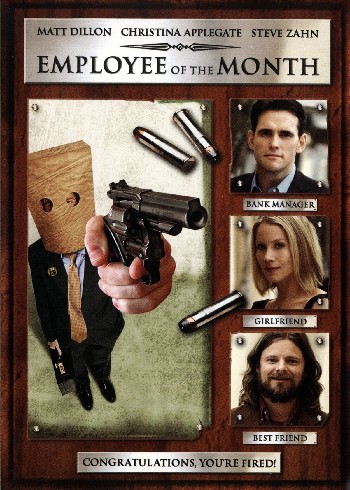 MATT DILLON CHRISTINA APPLEGATE STEVE ZAHN
EMPLOYEE OF THE MONTH
BANK MANAGER
GIRLFRIEND
BEST FRIEND
CONGRATULATIONS, YOU'RE FIRED!